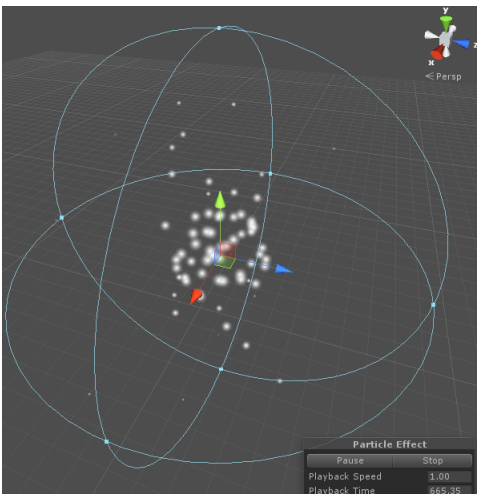 y
z
x
< Persp
Particle Effect
Pause Stop
Playback Speed 1.00
Playback Time 665.35